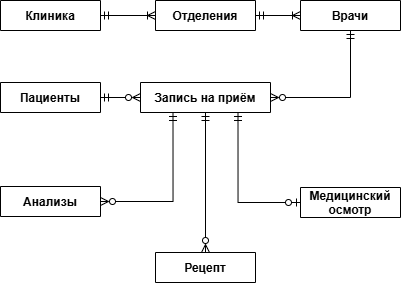 Клиника
Отделения
Врачи
Пациенты
Запись на приём
Анализы
Медицинский
осмотр
Рецепт